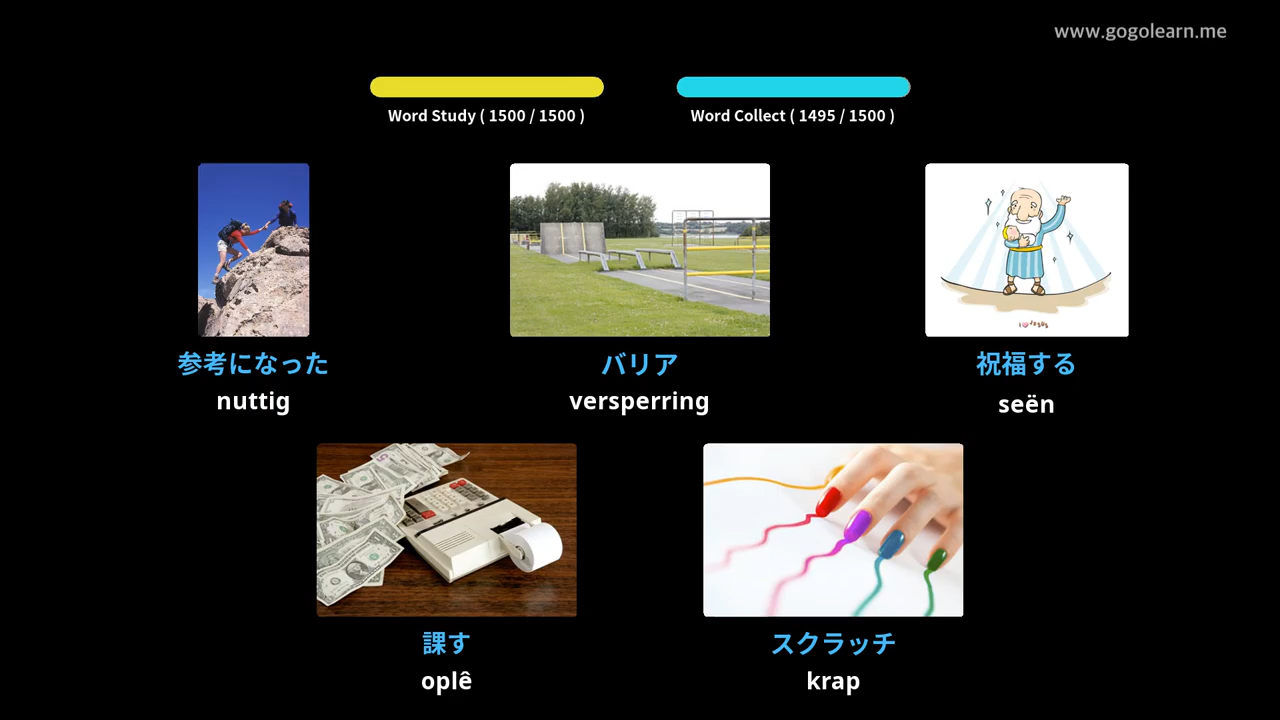 www.gogolearn.me
Word Study ( 1500 / 1500 )
Word Collect ( 1495 / 1500 )
参考になった
nuttig
バリア
versperring
祝福する
seën
課す
oplê
スクラッチ
krap